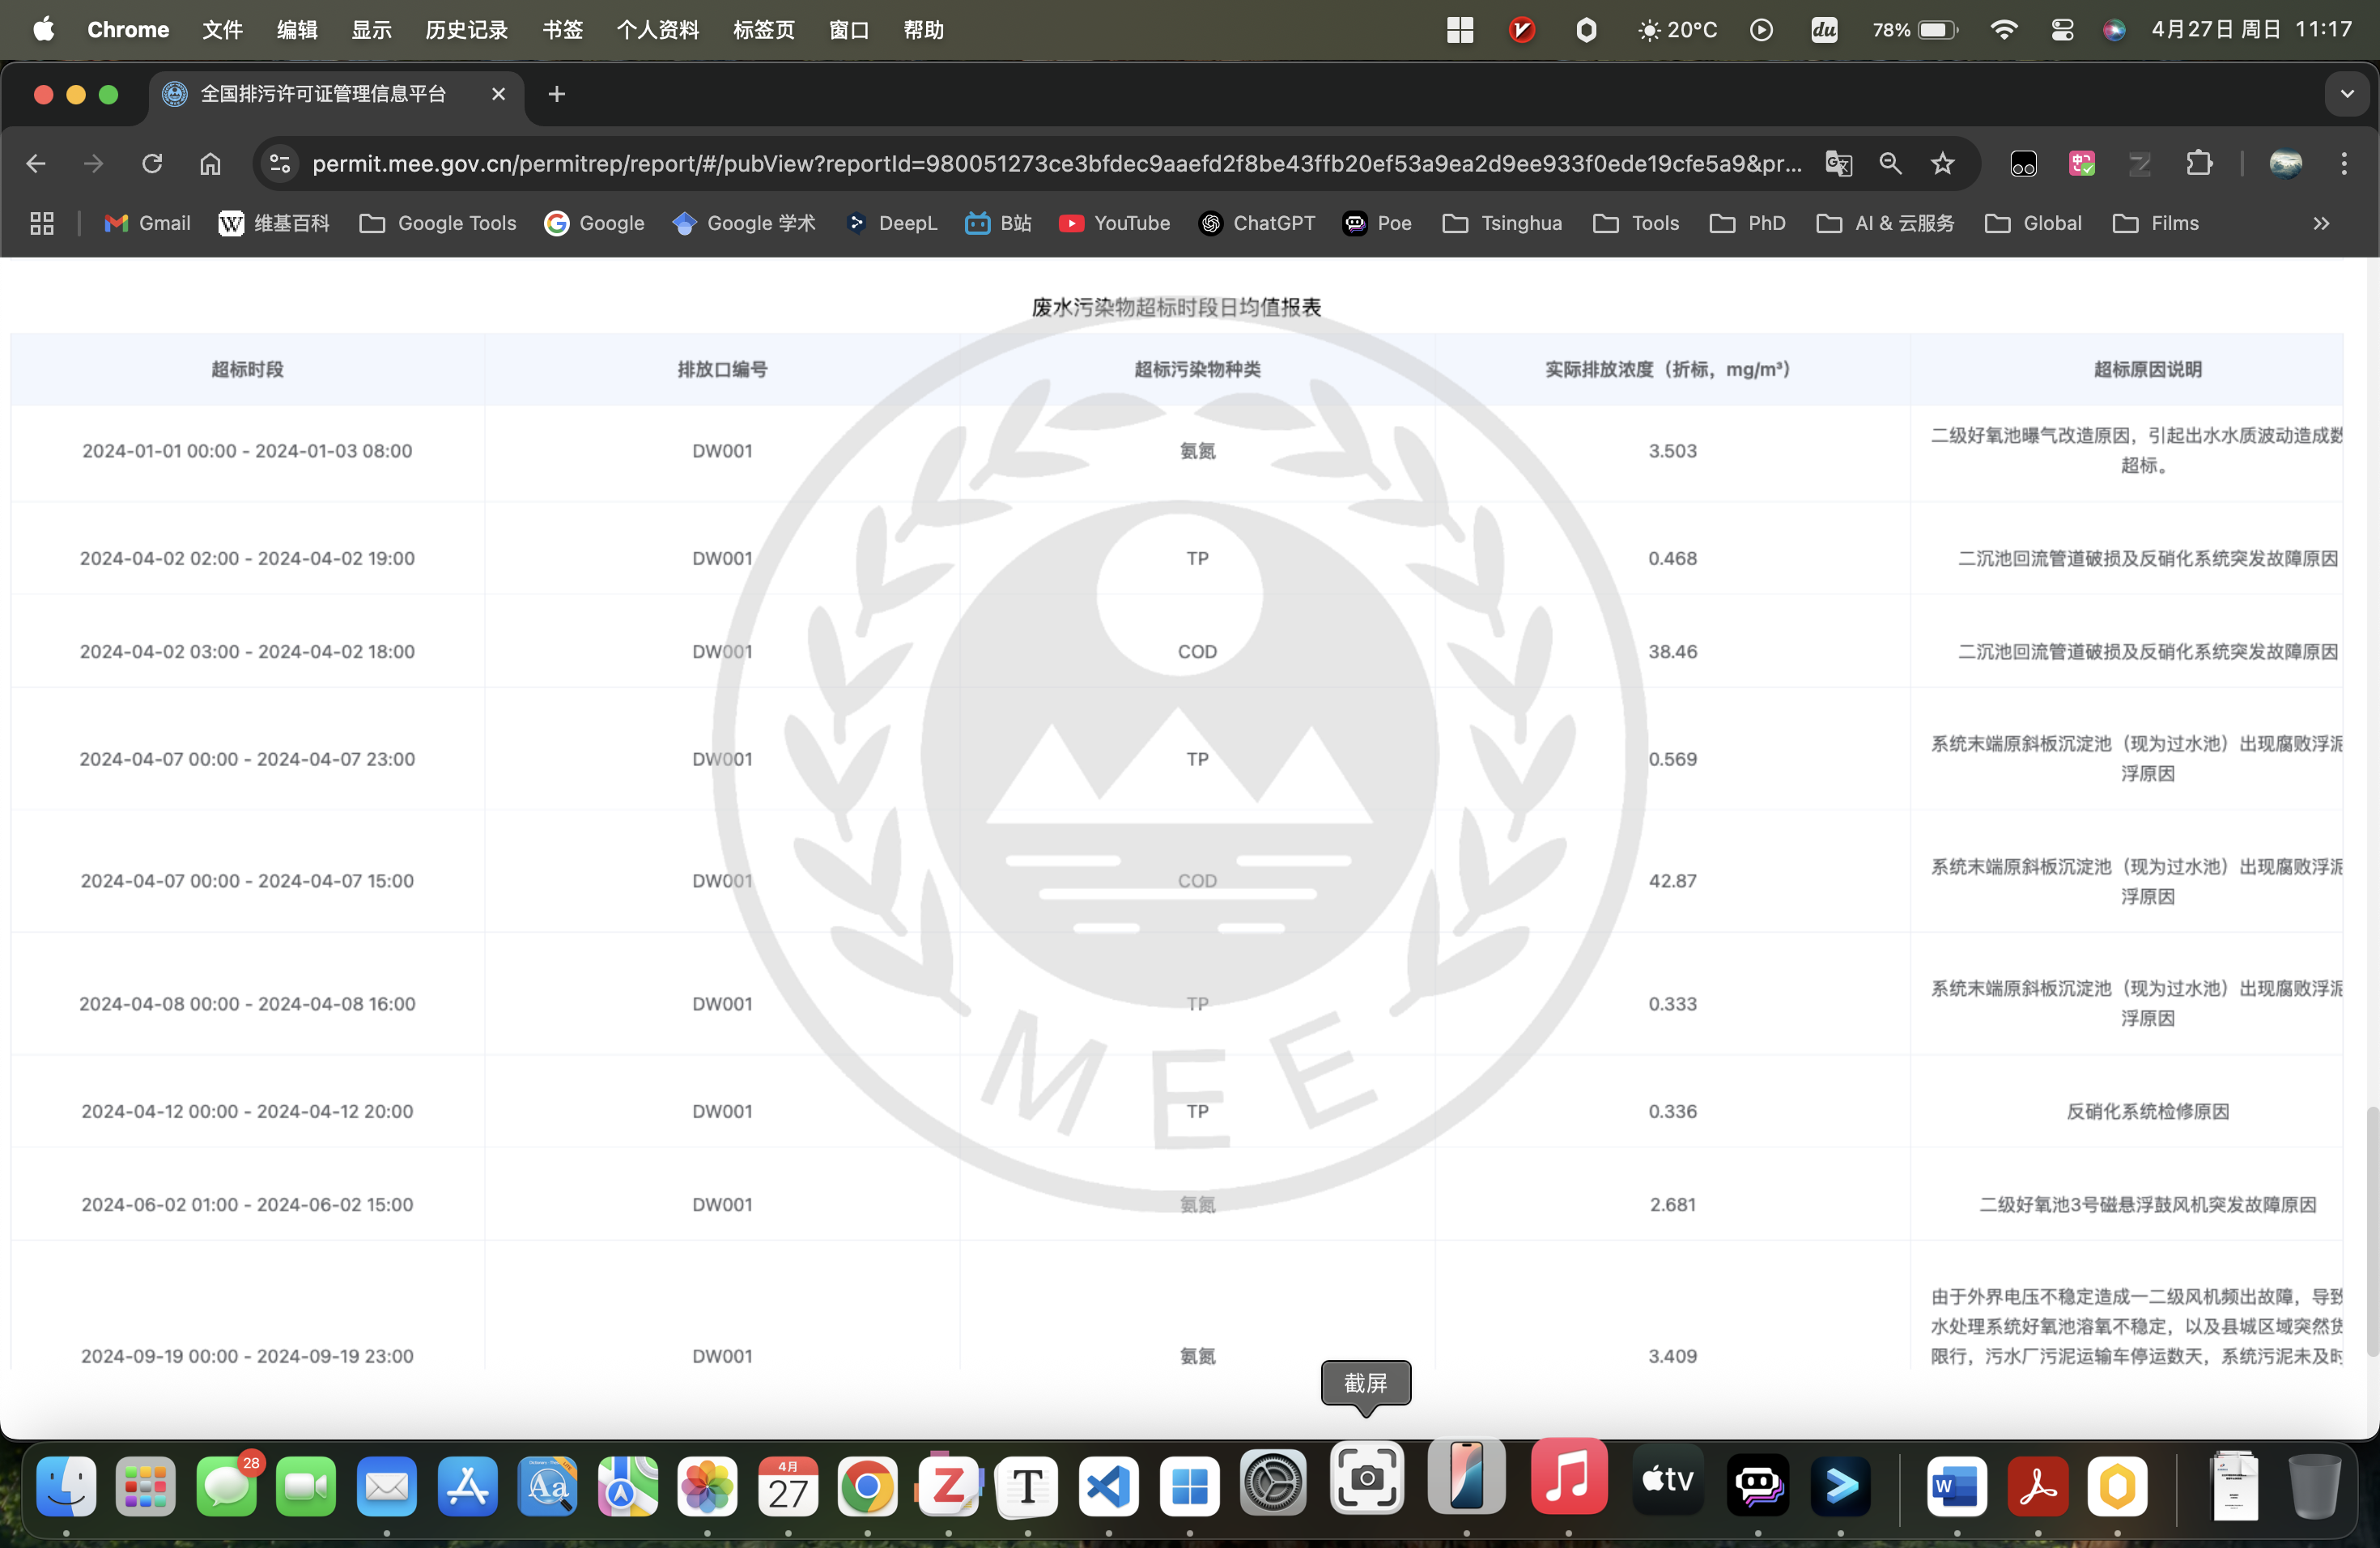 Chrome 文件 编辑 显示 历史记录 书签 个人资料 标签页 窗口 帮助 20°C du 78% 4月27日 周日 11:17
全国排污许可证管理信息平台
permit.mee.gov.cn/permitrep/report/#/pubView?reportId=980051273ce3bfdec9aaefd2f8be43ffb20ef53a9ea2d9ee933f0ede19cfe5a9&pr...
Gmail 维基百科 Google Tools Google Google 学术 DeepL B站 YouTube ChatGPT Poe Tsinghua Tools PhD AI & 云服务 Global Films
废水污染物超标时段日均值报表
超标时段 排放口编号 超标污染物种类 实际排放浓度（折标，mg/m³） 超标原因说明
2024-01-01 00:00 - 2024-01-03 08:00 DW001 氨氮 3.503 二级好氧池曝气改造原因，引起出水水质波动造成数
超标。
2024-04-02 02:00 - 2024-04-02 19:00 DW001 TP 0.468 二沉池回流管道破损及反硝化系统突发故障原因
2024-04-02 03:00 - 2024-04-02 18:00 DW001 COD 38.46 二沉池回流管道破损及反硝化系统突发故障原因
2024-04-07 00:00 - 2024-04-07 23:00 DW001 TP 0.569 系统末端原斜板沉淀池（现为过水池）出现腐败浮泥
浮原因
2024-04-07 00:00 - 2024-04-07 15:00 DW001 COD 42.87 系统末端原斜板沉淀池（现为过水池）出现腐败浮泥
浮原因
2024-04-08 00:00 - 2024-04-08 16:00 DW001 TP 0.333 系统末端原斜板沉淀池（现为过水池）出现腐败浮泥
浮原因
2024-04-12 00:00 - 2024-04-12 20:00 DW001 TP 0.336 反硝化系统检修原因
MEE
2024-06-02 01:00 - 2024-06-02 15:00 DW001 氨氮 2.681 二级好氧池3号磁悬浮鼓风机突发故障原因
由于外界电压不稳定造成一二级风机频出故障，导致
水处理系统好氧池溶氧不稳定，以及县城区域突然货
2024-09-19 00:00 - 2024-09-19 23:00 DW001 氨氮 3.409 限行，污水厂污泥运输车停运数天，系统污泥未及时
截屏
28
4月
27
tv